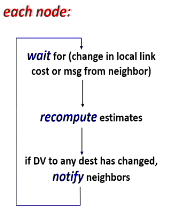 each node:
wait for (change in local link
cost or msg from neighbor)
recompute estimates
if DV to any dest has changed,
notify neighbors